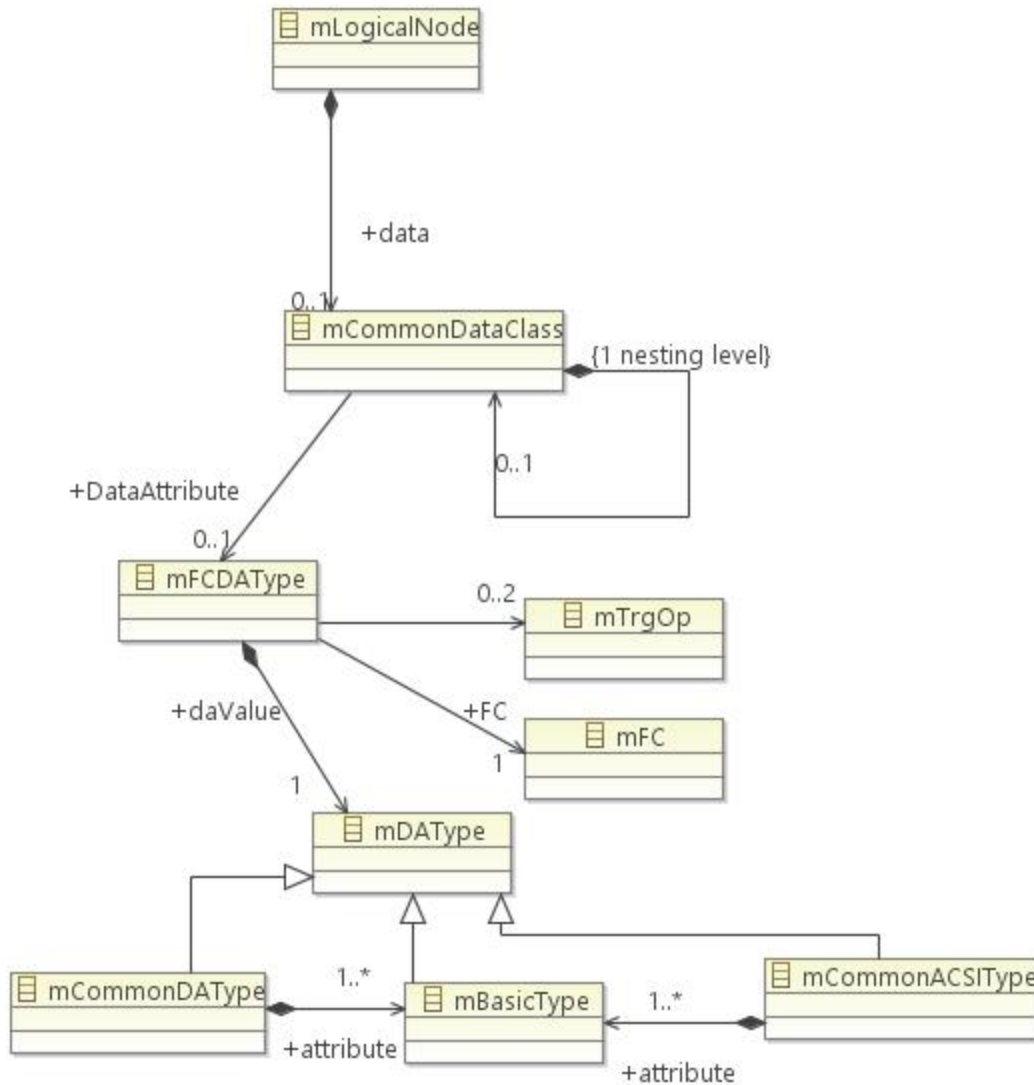 mLogicalNode
+data
0..1
mCommonDataClass
{1 nesting level}
0..1
+DataAttribute
0..1
mFCDAType
0..2
mTrgOp
+daValue
+FC
mFC
1
1
mDAType
mCommonDAType
1..*
mBasicType
1..*
mCommonACSIType
+attribute
+attribute